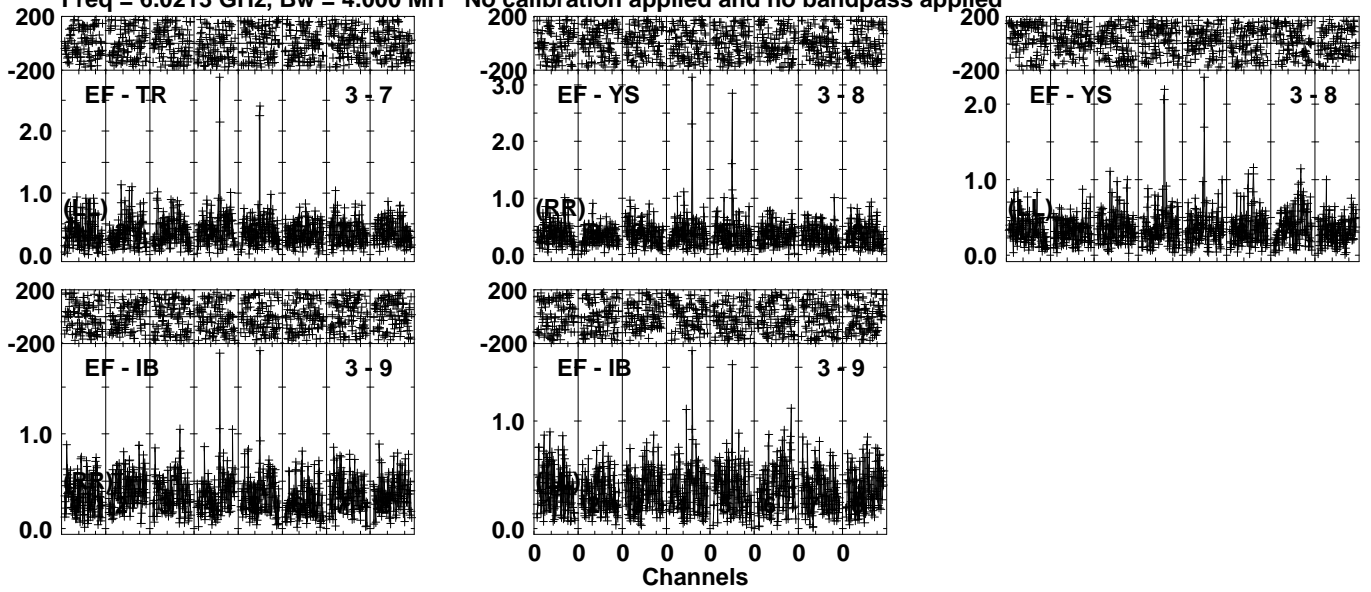 Freq = 6.0213 GHz, Bw = 4.000 MH No calibration applied and no bandpass applied
200
-200
EF - TR 3 - 7
2.0
1.0
0.0
(LL)
200
-200
3.0
EF - YS 3 - 8
2.0
1.0
0.0
(RR)
200
-200
EF - YS 3 - 8
2.0
1.0
0.0
(LL)
200
-200
EF - IB 3 - 9
1.0
0.0
(RR)
200
-200
EF - IB 3 - 9
1.0
0.0
0 0 0 0 0 0 0 0
Channels